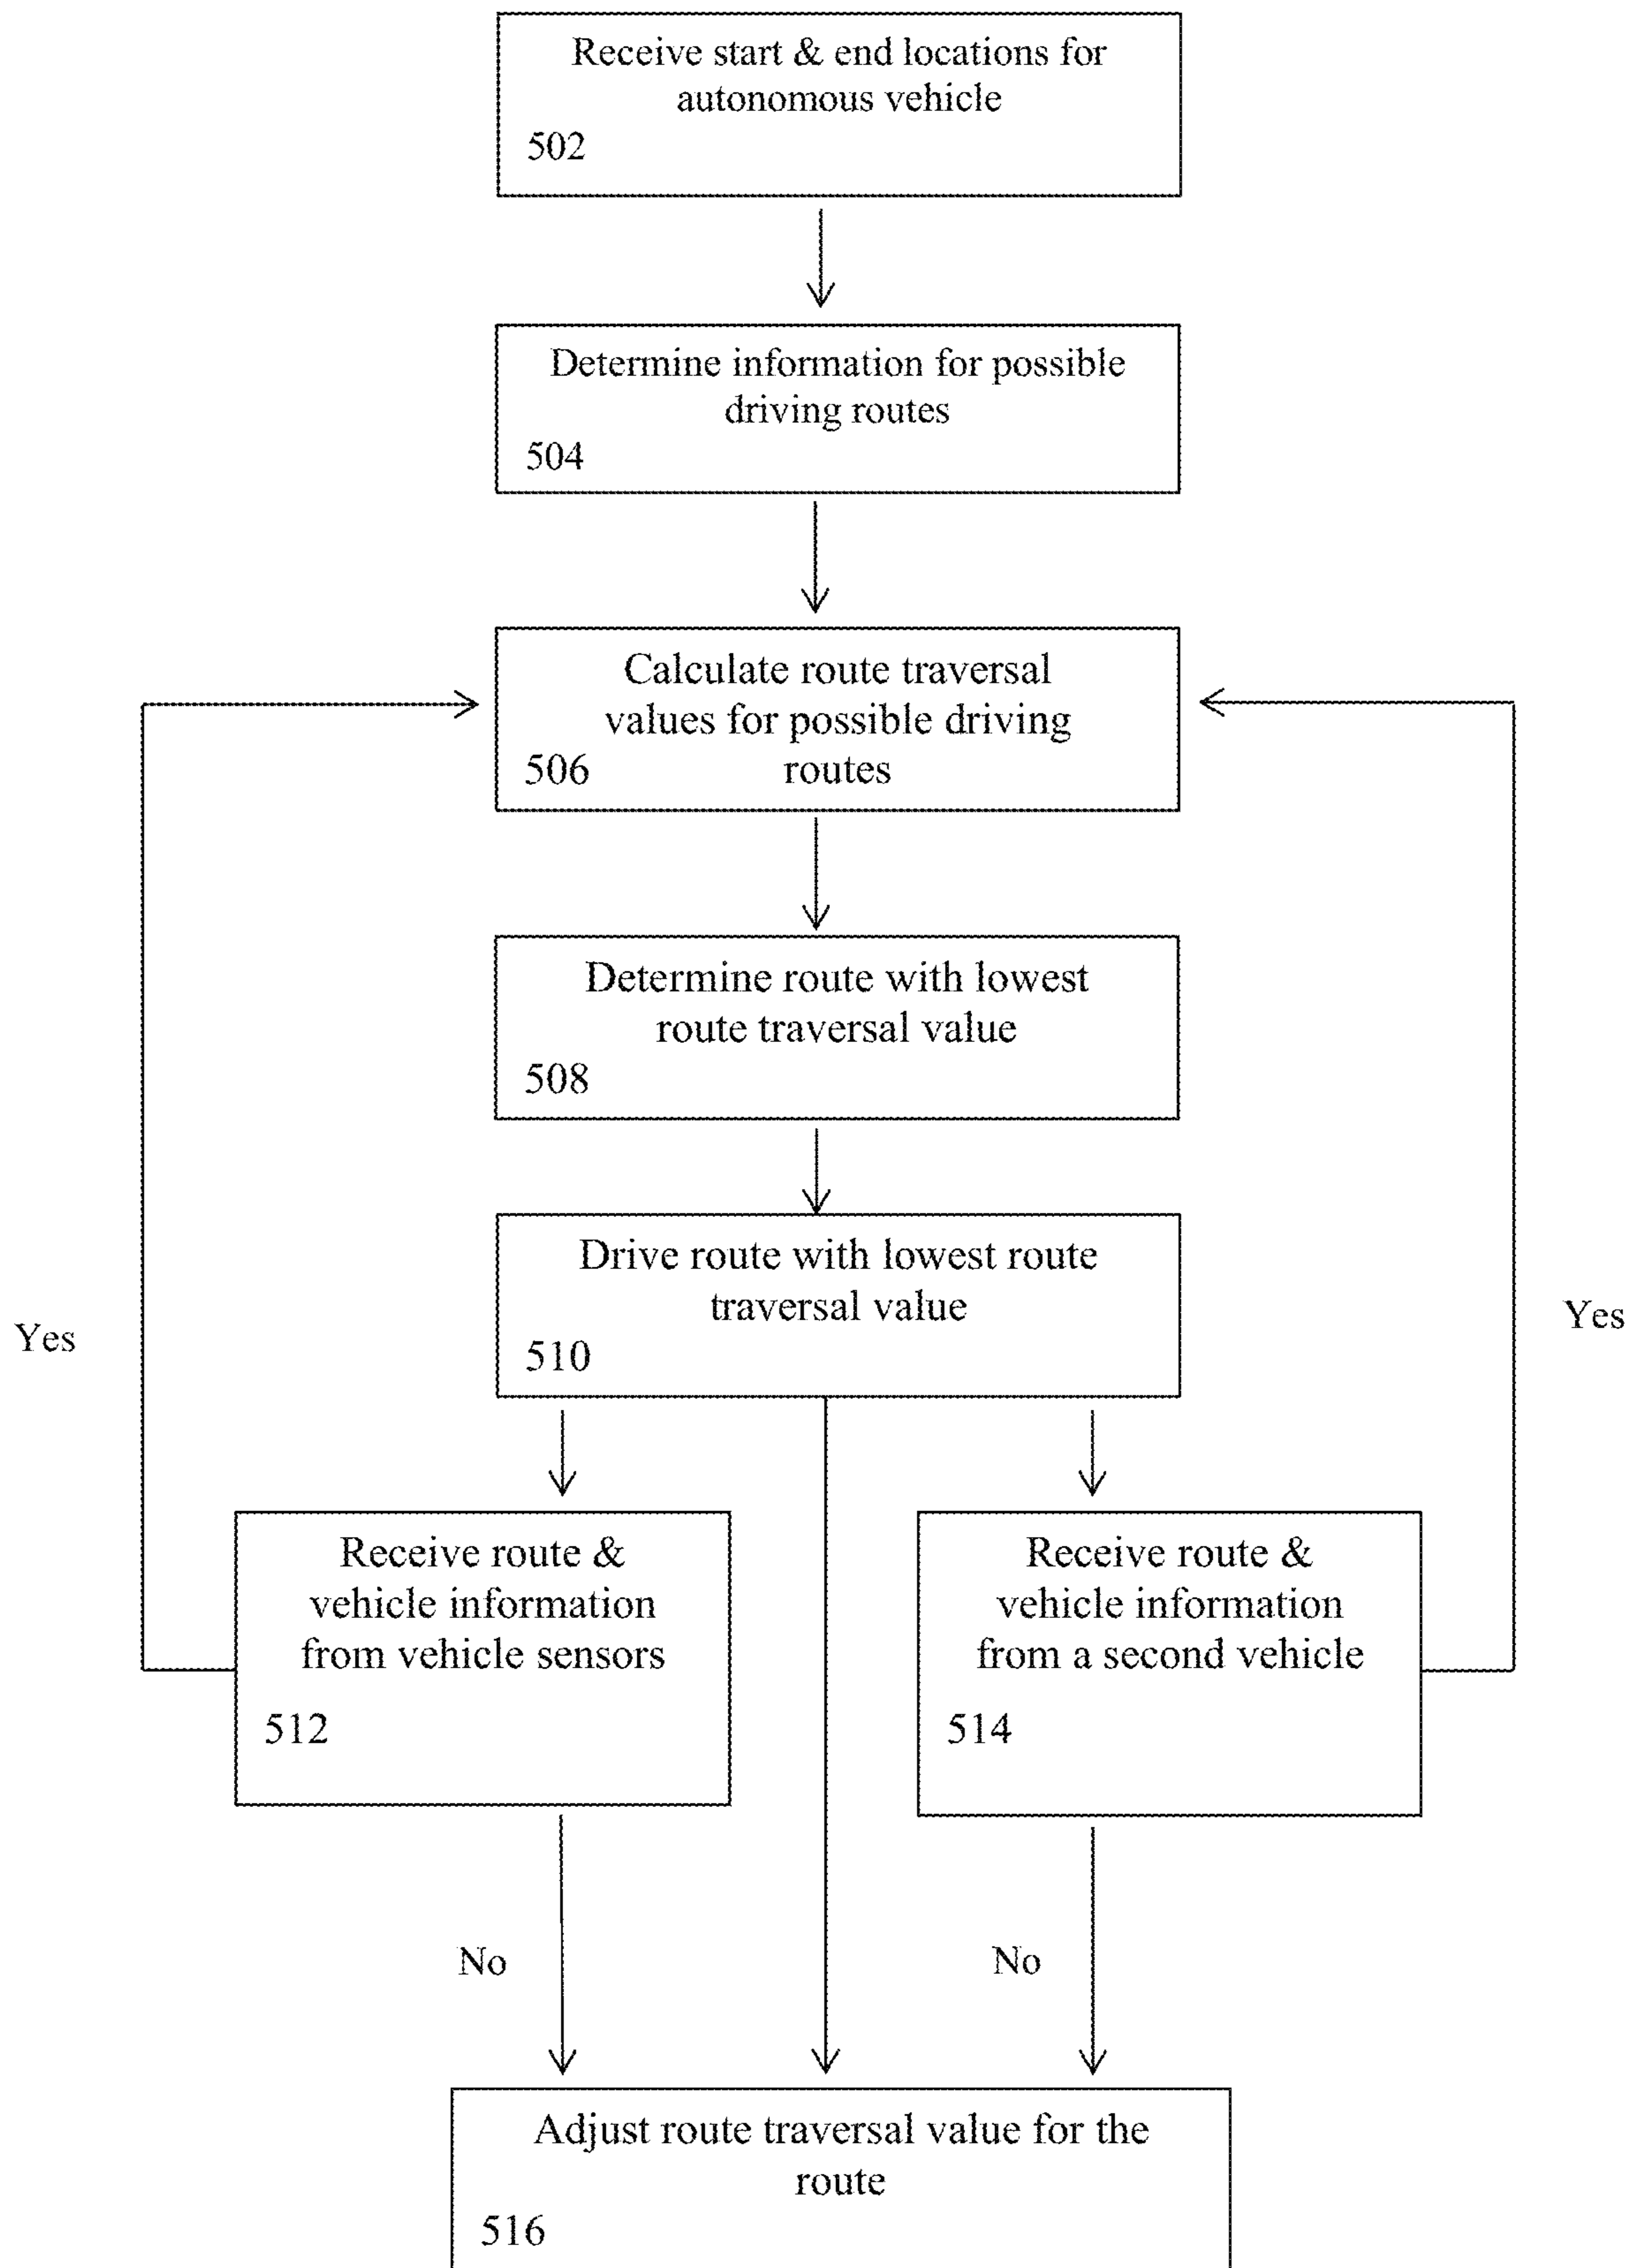 Receive start & end locations for
autonomous vehicle
502
Determine information for possible
driving routes
504
Calculate route traversal
values for possible driving
506 routes
Determine route with lowest
route traversal value
508
Drive route with lowest route
traversal value
510
Yes
Yes
Receive route &
vehicle information
from vehicle sensors
512
Receive route &
vehicle information
from a second vehicle
514
No
No
Adjust route traversal value for the
route
516